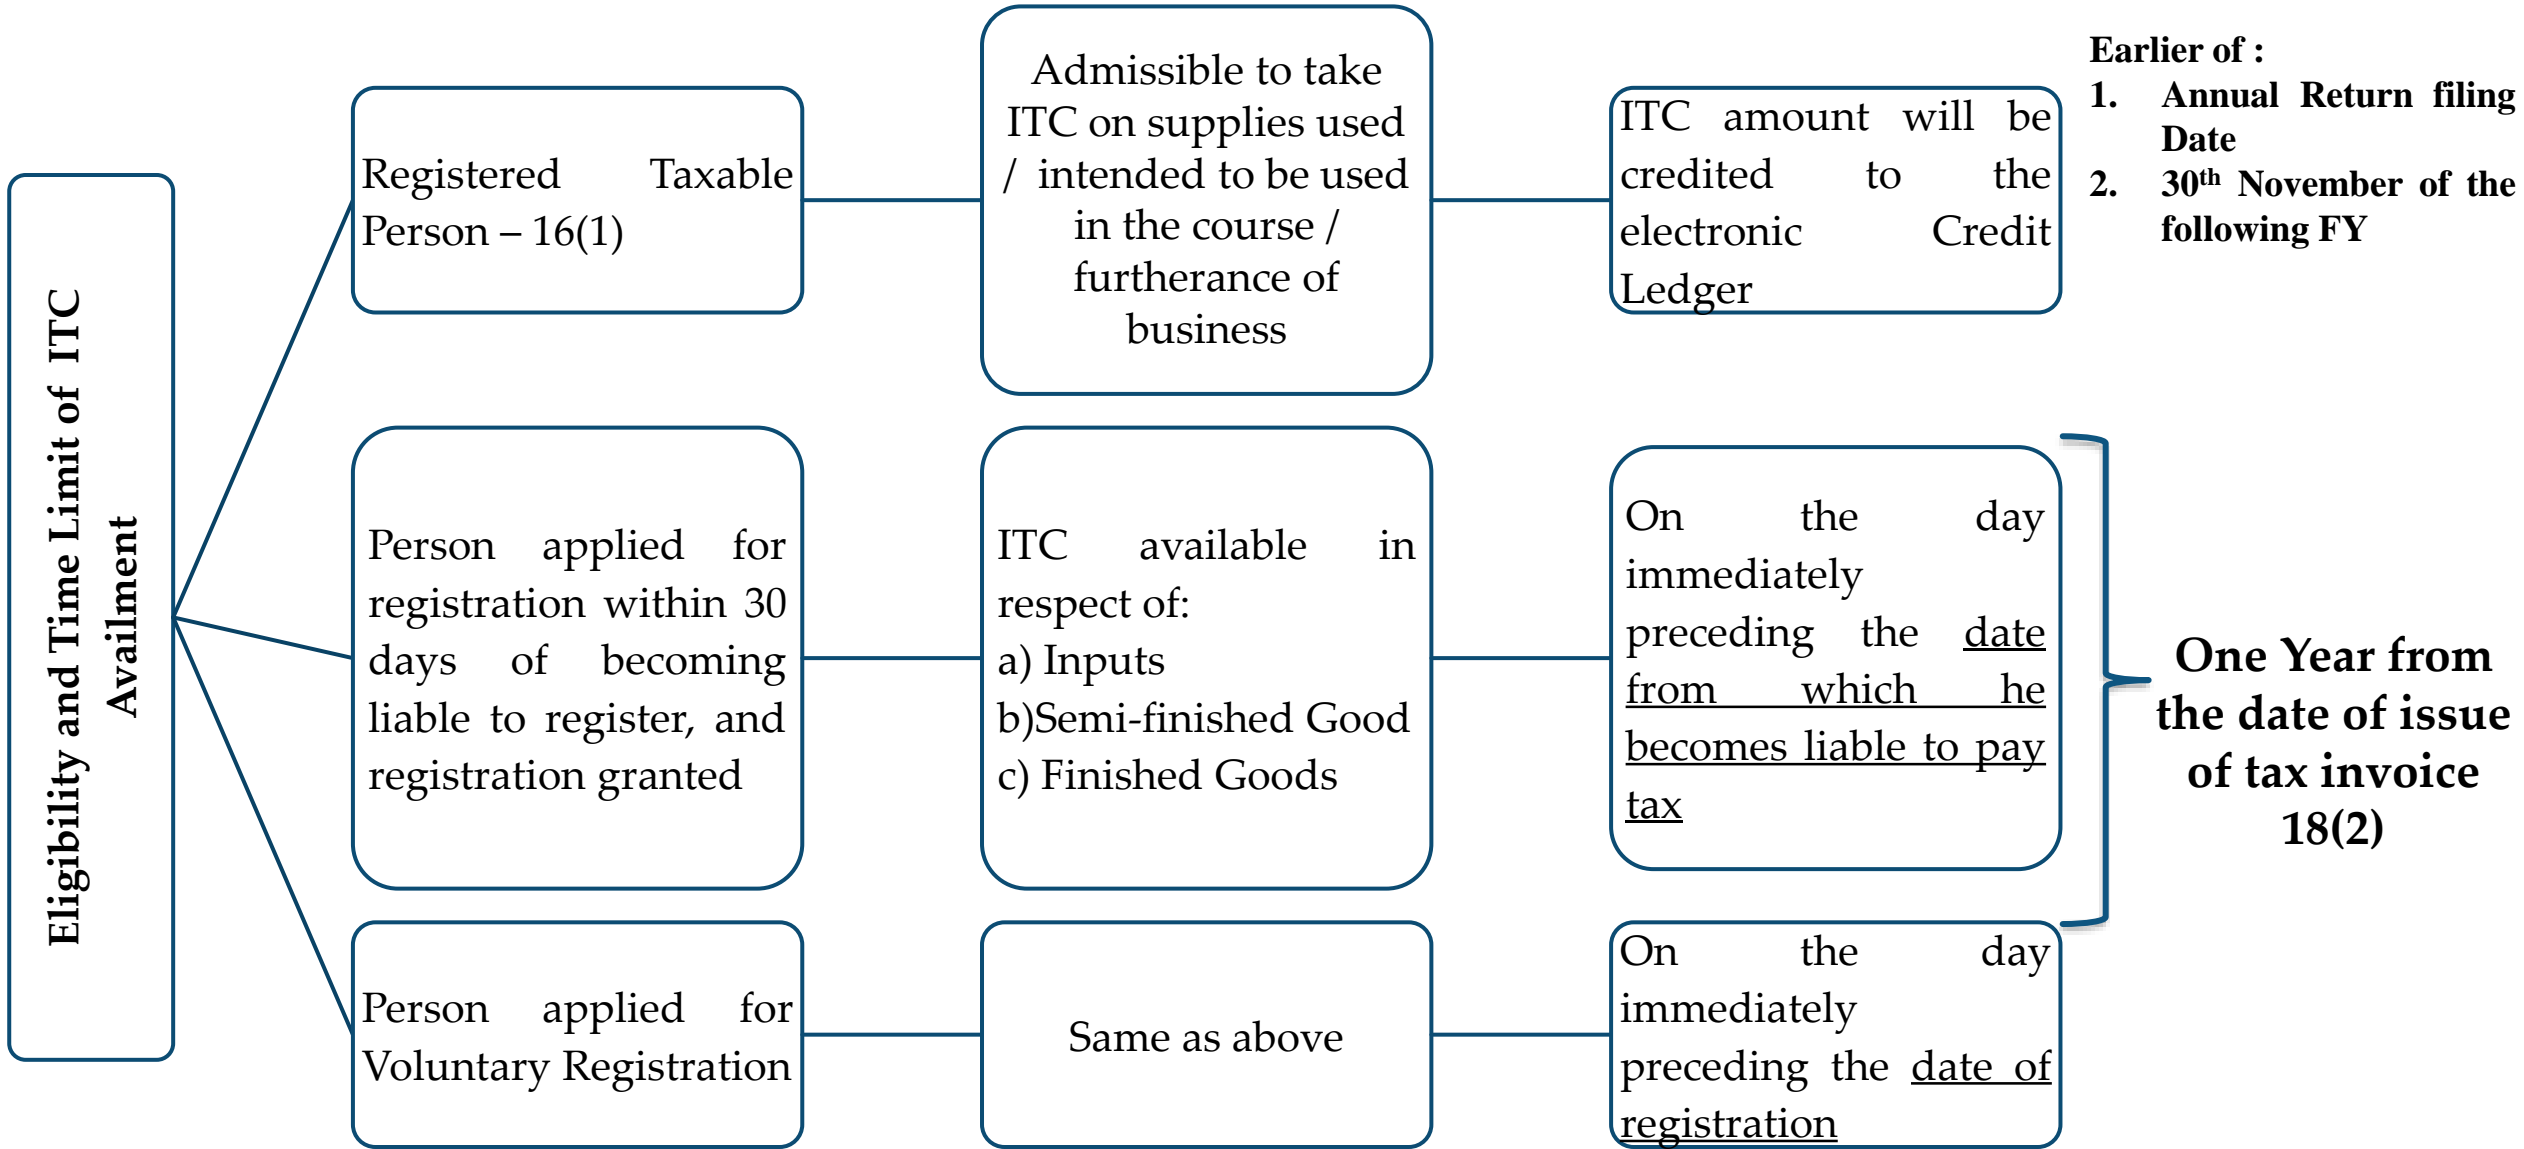 Eligibility and Time Limit of ITC
Availment
Registered Taxable
Person – 16(1)
Admissible to take
ITC on supplies used
/ intended to be used
in the course /
furtherance of
business
ITC amount will be
credited to the
electronic Credit
Ledger
Earlier of :
1. Annual Return filing
Date
2. 30th November of the
following FY
Person applied for
registration within 30
days of becoming
liable to register, and
registration granted
ITC available in
respect of:
a) Inputs
b)Semi-finished Good
c) Finished Goods
On the day
immediately
preceding the date
from which he
becomes liable to pay
tax
One Year from
the date of issue
of tax invoice
18(2)
Person applied for
Voluntary Registration
Same as above
On the day
immediately
preceding the date of
registration